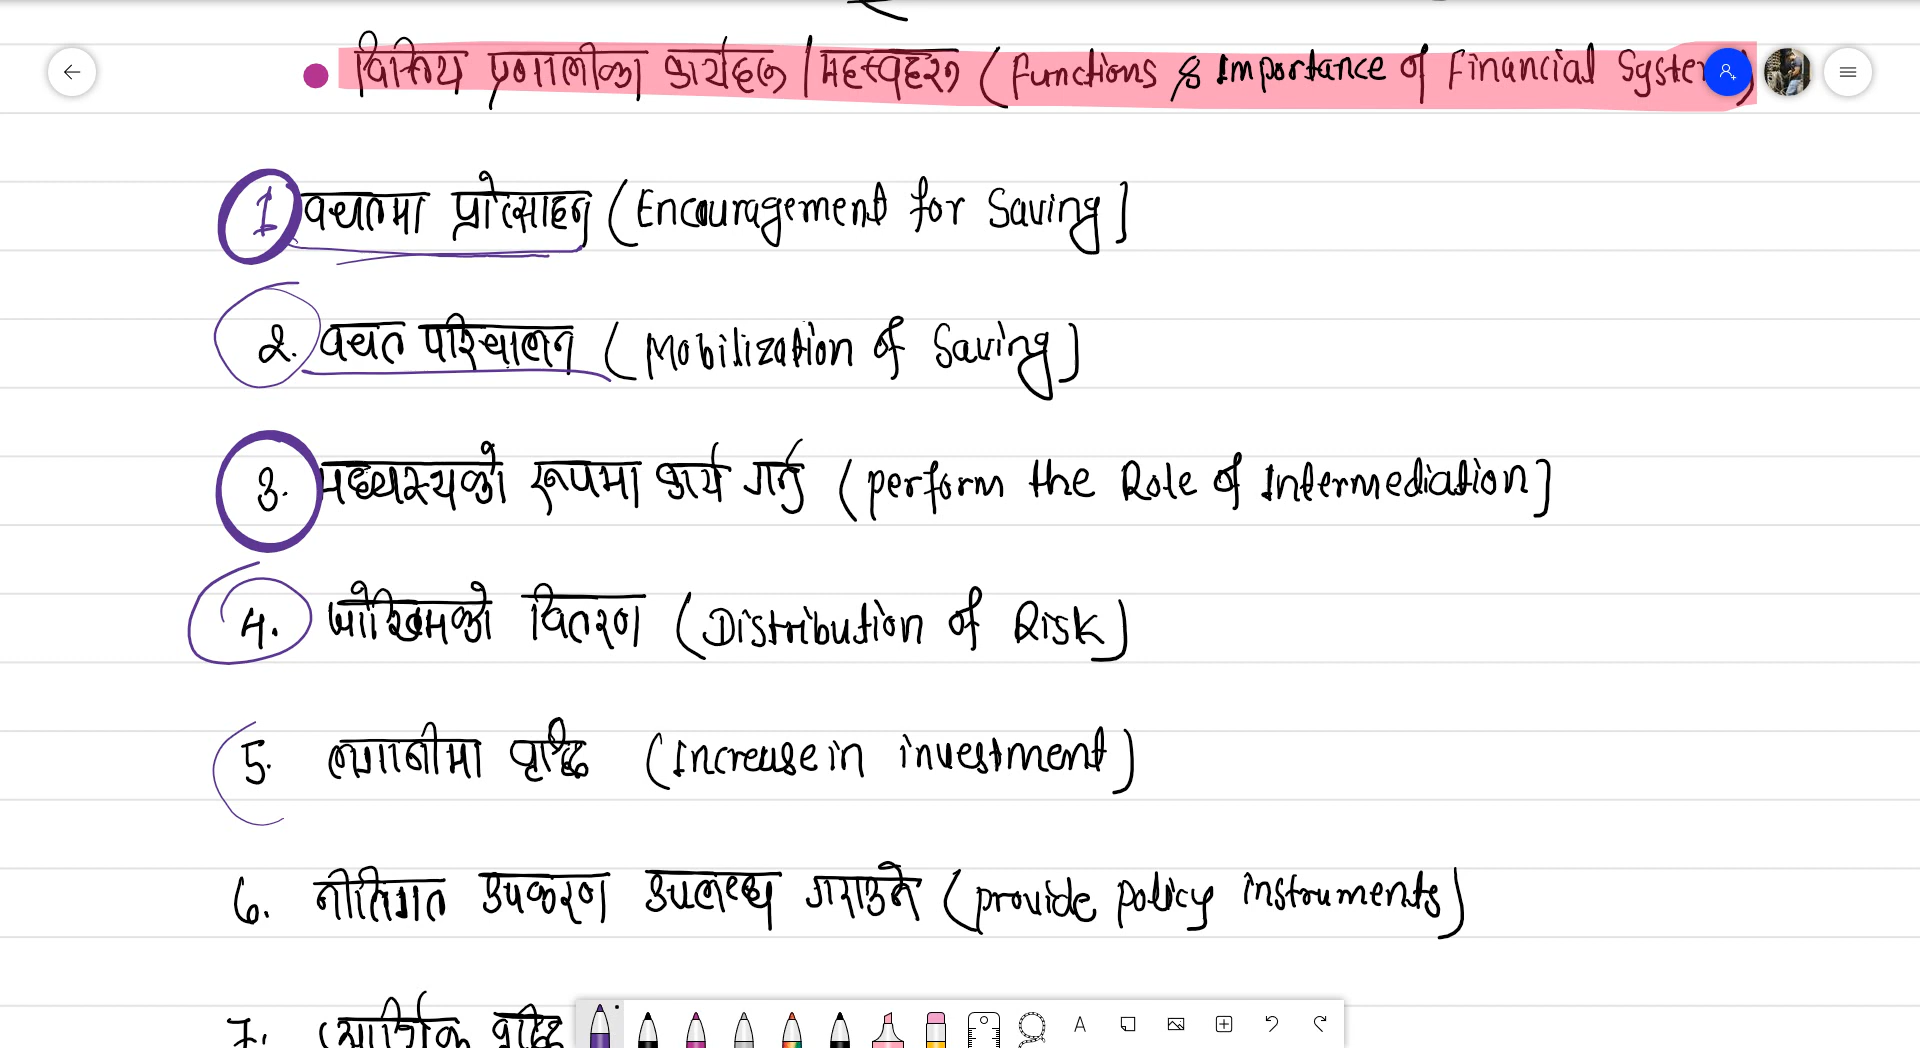 वित्तिय प्रणालीका कार्यहरू / महत्वहरू (Functions & Importance of Financial System)
1 बचतमा प्रोत्साहन (Encouragement for Saving]
2. बचत परिचालन (Mobilization of Saving]
3. मध्यस्थको रूपमा कार्य गर्नु (perform the Role of Intermediation]
4. जोखिमको वितरण (Distribution of Risk)
5. लगानीमा वृद्धि (Increase in investment)
6. नीतिगत उपकरण उपलब्ध गराउने (provide policy instruments)
7. आर्थिक वृद्धि
A